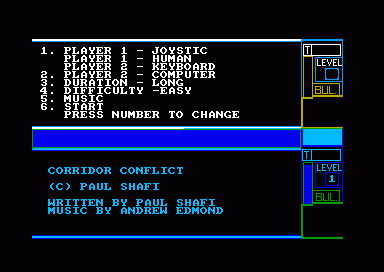 1. PLAYER 1 - JOYSTIC
PLAYER 1 - HUMAN
PLAYER 2 - KEYBOARD
2. PLAYER 2 - COMPUTER
3. DURATION - LONG
4. DIFFICULTY -EASY
5. MUSIC
6. START
PRESS NUMBER TO CHANGE
T
LEVEL
BUL.
CORRIDOR CONFLICT
(C) PAUL SHAFI
WRITTEN BY PAUL SHAFI
MUSIC BY ANDREW EDMOND
T
LEVEL
1
BUL.